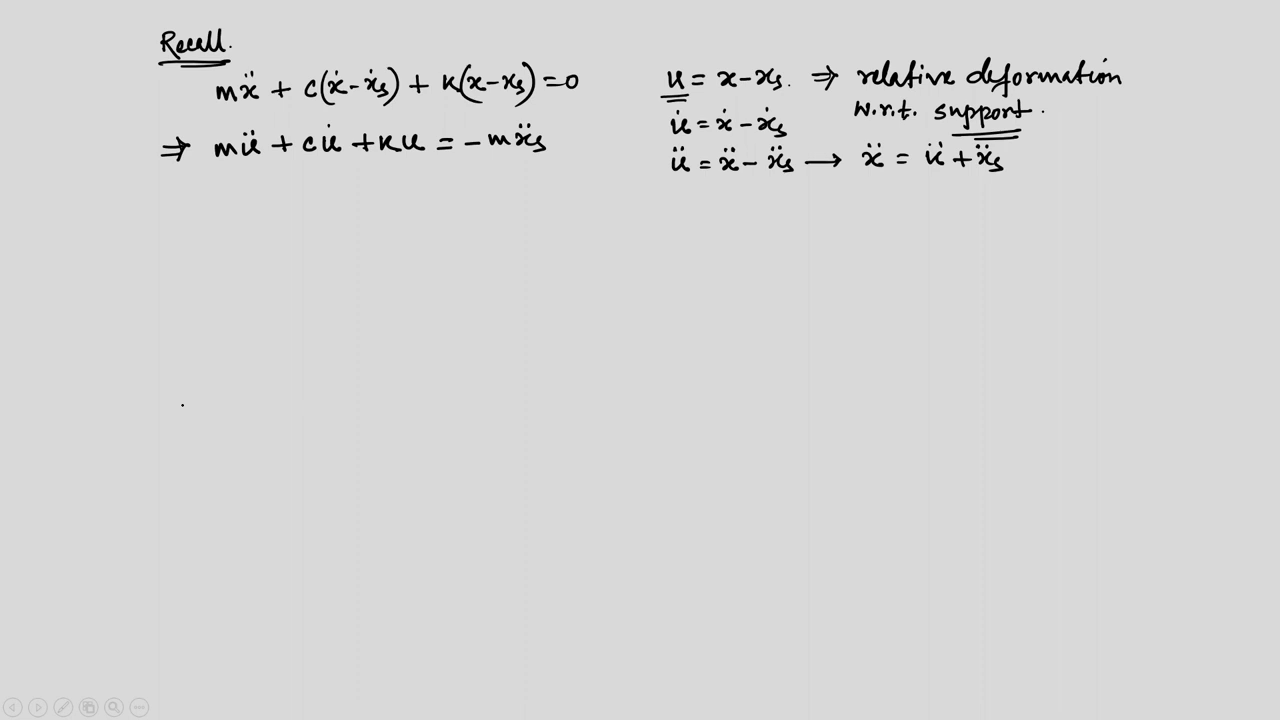 Recall.
mẍ + c(ẋ-ẋₛ) + k(x-xₛ) = 0
⇒ mü + cu̇ + ku = -mẍₛ
u = x-xₛ. ⇒ relative deformation
w.r.t. support.
u̇ = ẋ - ẋₛ
ü = ẍ - ẍₛ ⟶ ẍ = ü + ẍₛ